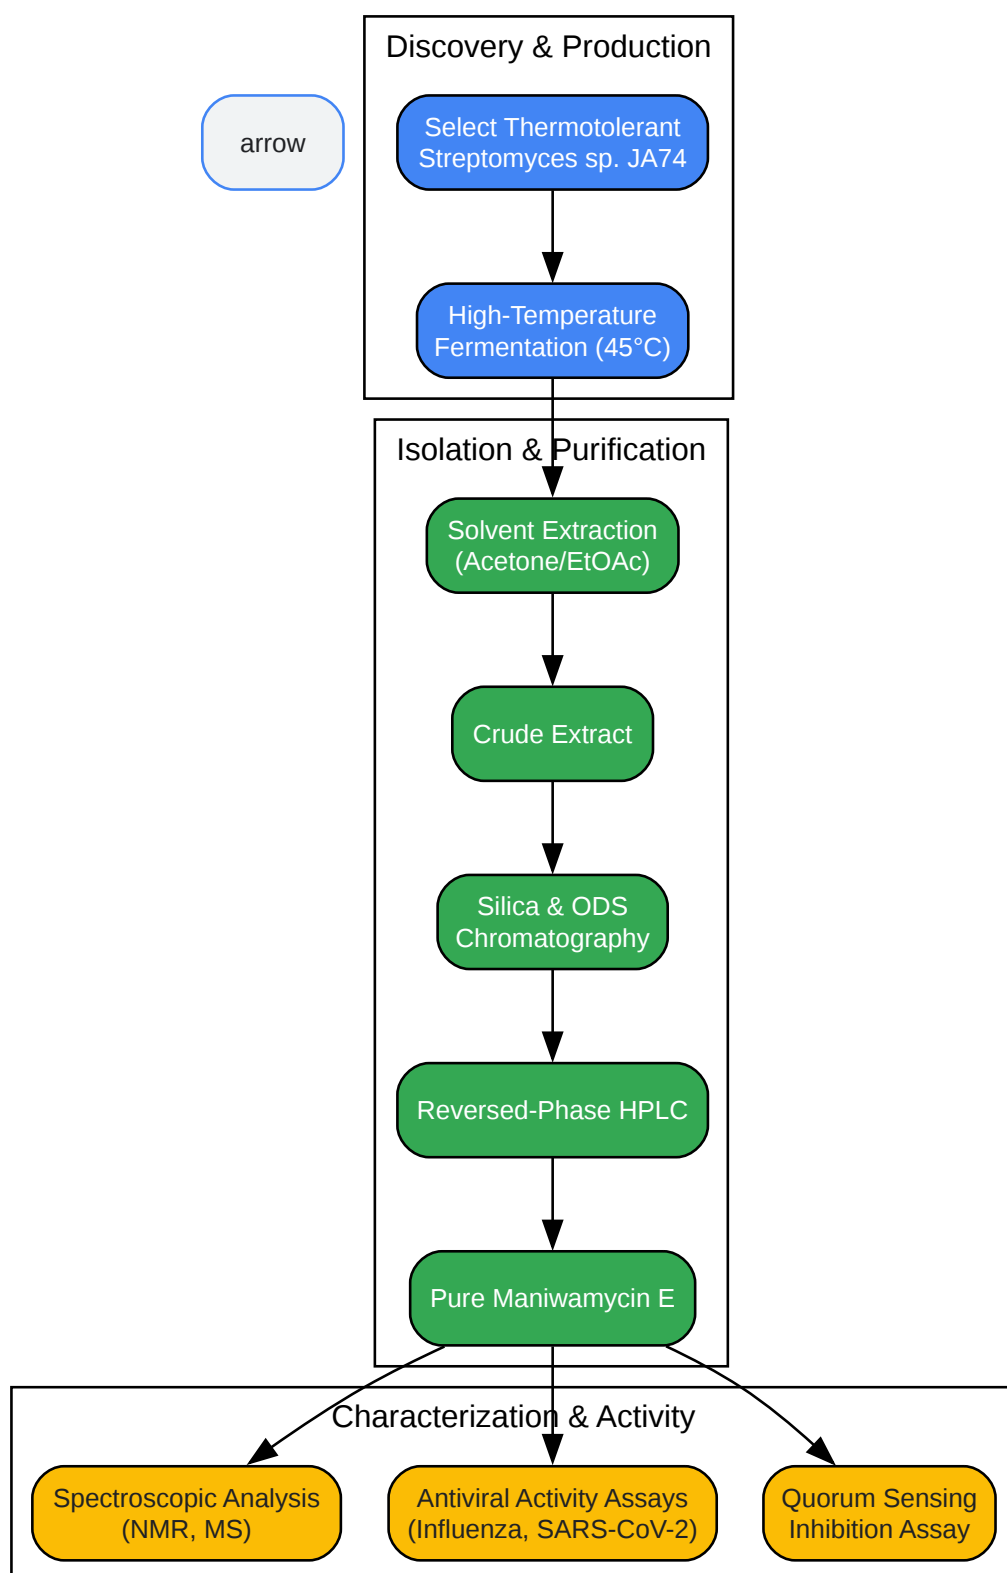 Discovery & Production
arrow
Select Thermotolerant
Streptomyces sp. JA74
High-Temperature
Fermentation (45°C)
Isolation & Purification
Solvent Extraction
(Acetone/EtOAc)
Crude Extract
Silica & ODS
Chromatography
Reversed-Phase HPLC
Pure Maniwamycin E
Characterization & Activity
Spectroscopic Analysis
(NMR, MS)
Antiviral Activity Assays
(Influenza, SARS-CoV-2)
Quorum Sensing
Inhibition Assay